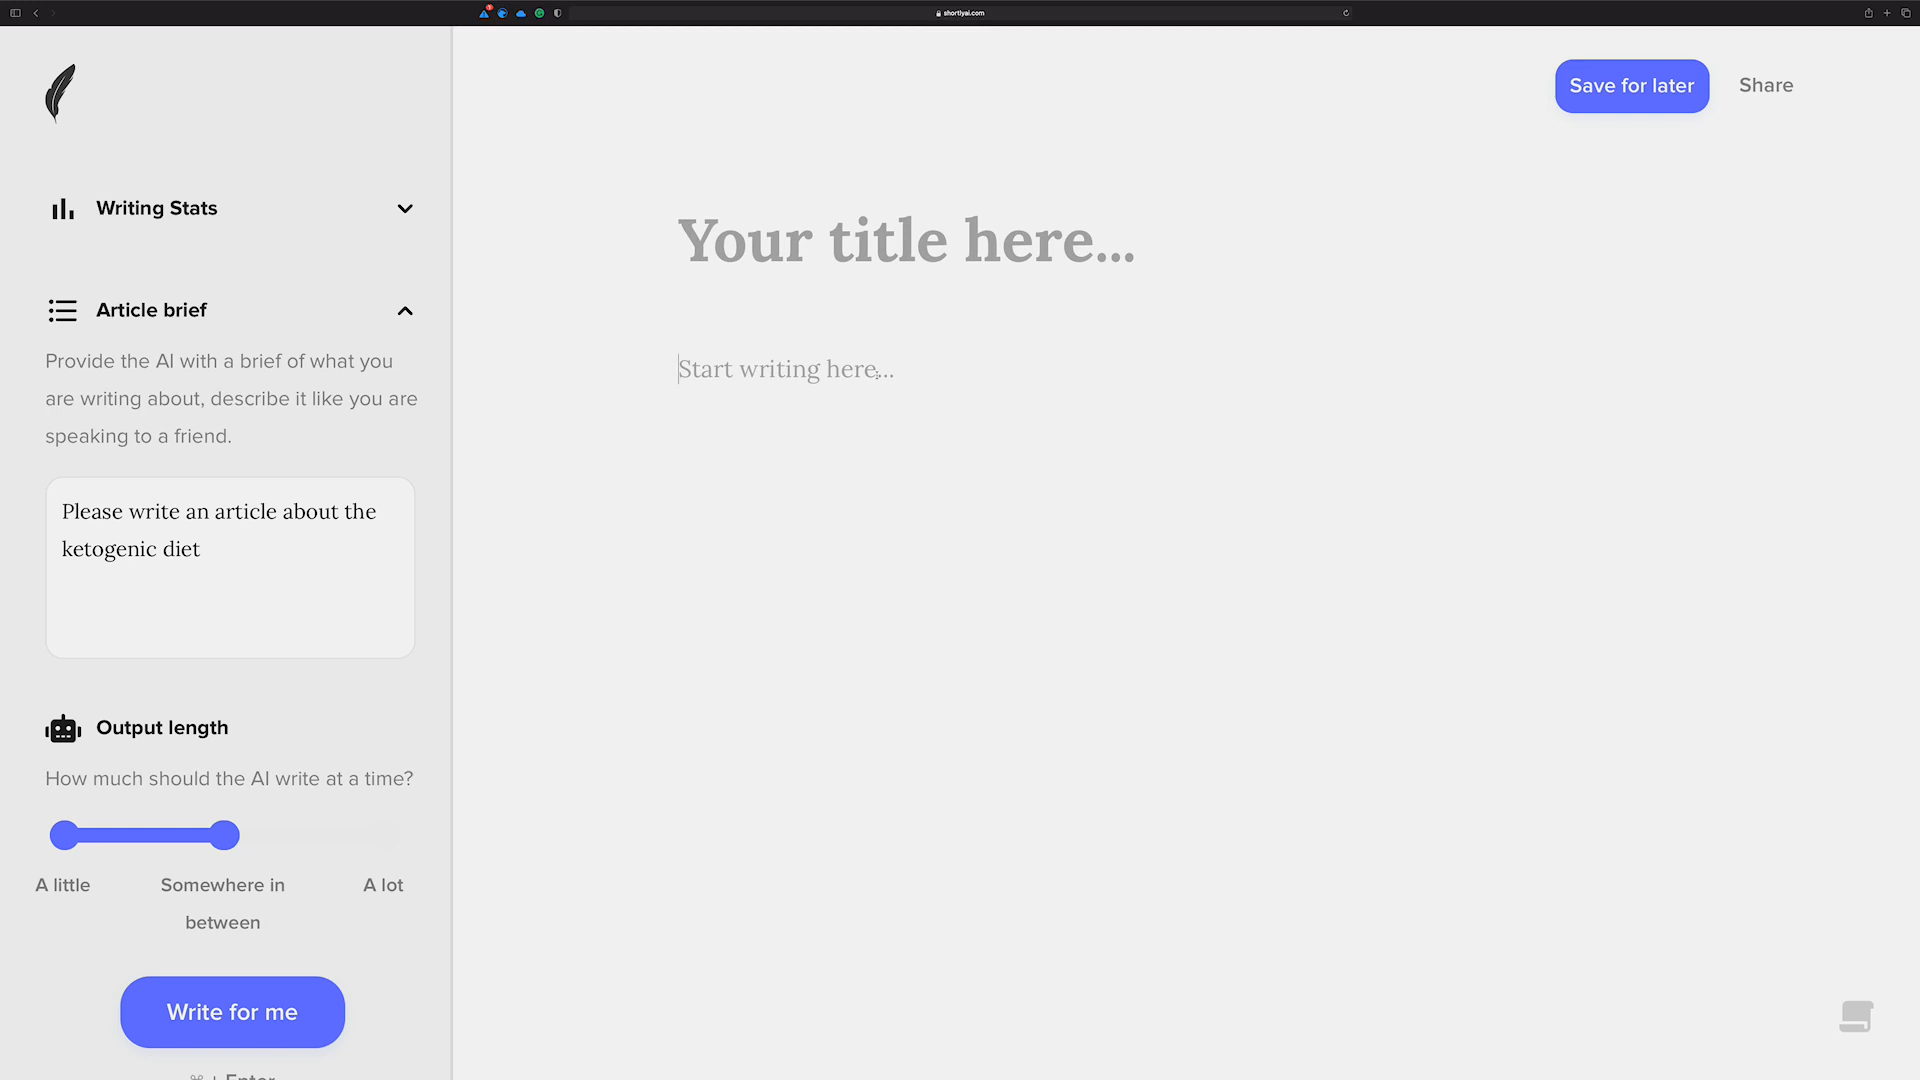 shortlyai.com
Save for later
Share
Writing Stats
Your title here...
Article brief
Provide the AI with a brief of what you
are writing about, describe it like you are
speaking to a friend.
Start writing here...
Please write an article about the
ketogenic diet
Output length
How much should the AI write at a time?
A little
Somewhere in
between
A lot
Write for me
⌘ + Enter